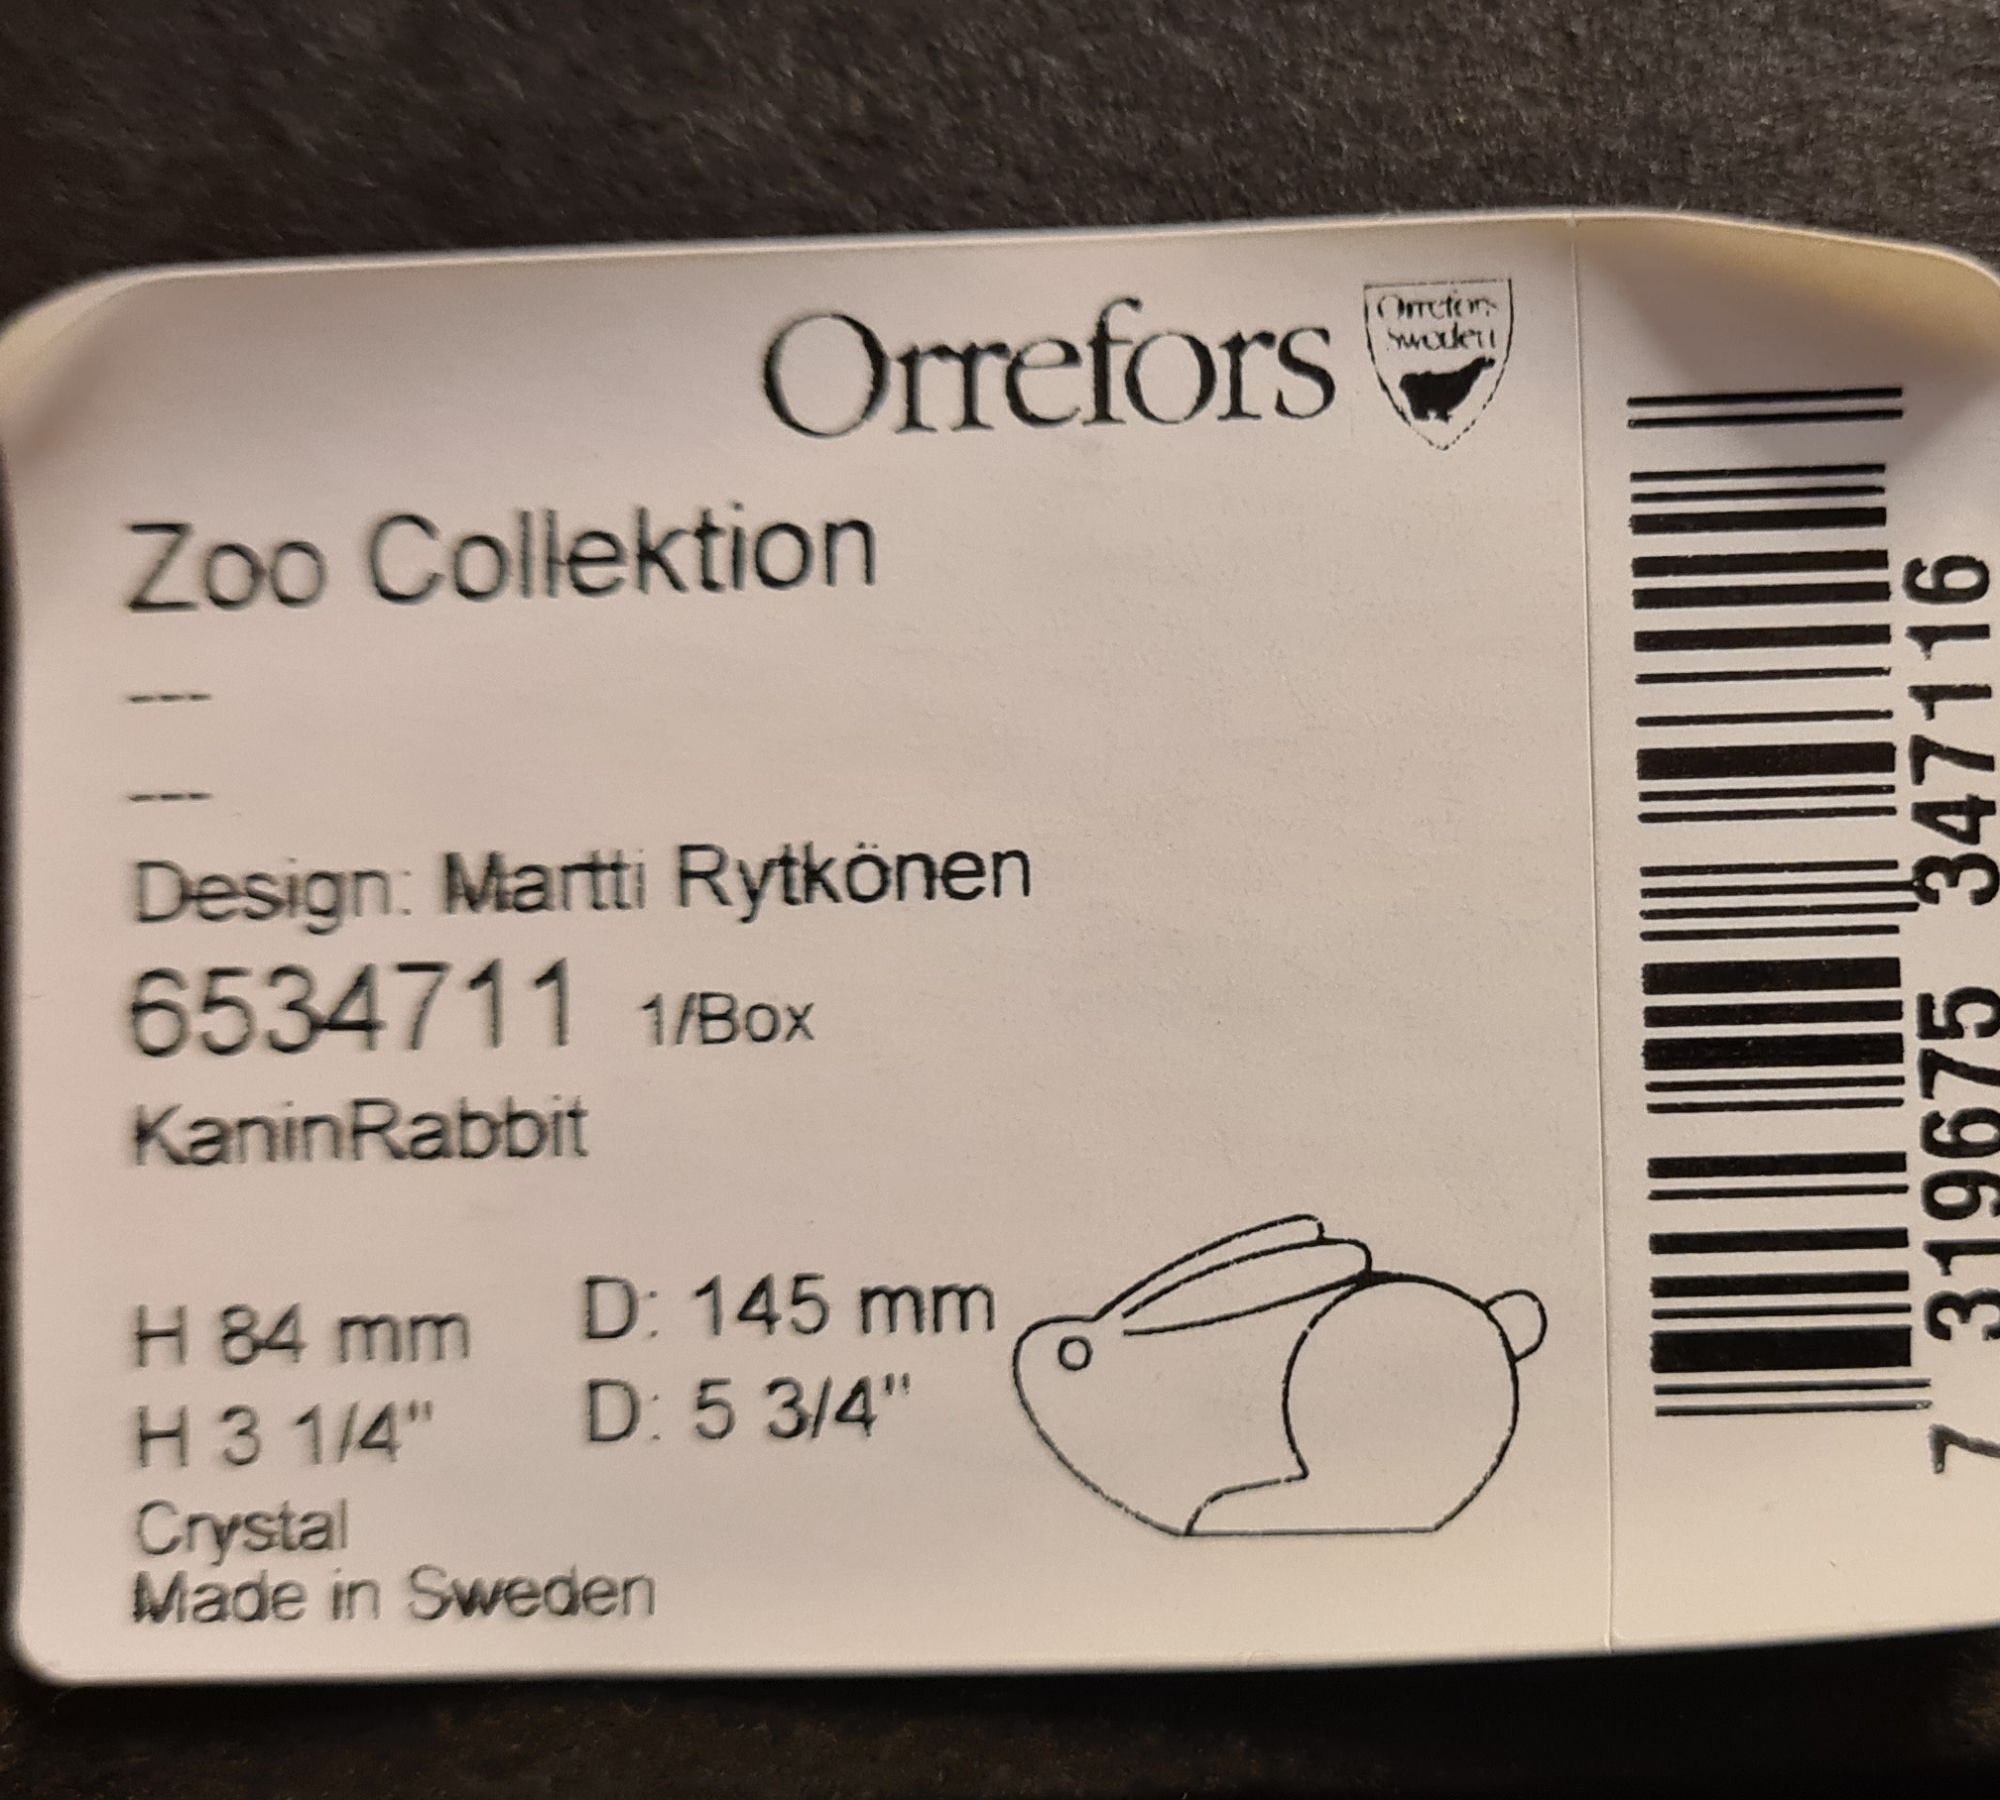 Orrefors
Orrefors
Sweden
Zoo Collektion
---
---
Design: Martti Rytkönen
6534711 1/Box
KaninRabbit
H 84 mm D: 145 mm
H 3 1/4" D: 5 3/4"
Crystal
Made in Sweden
7 319675 347116